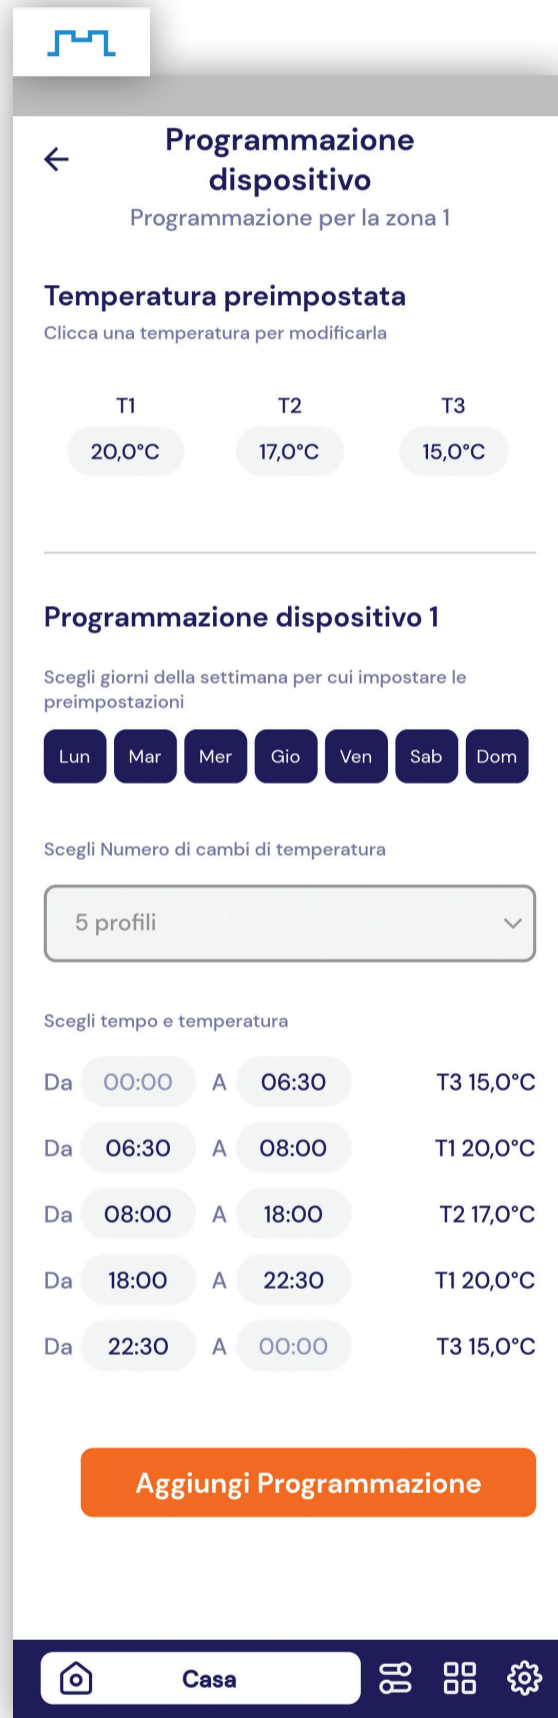 Programmazione
dispositivo
Programmazione per la zona 1
Temperatura preimpostata
Clicca una temperatura per modificarla
T1 T2 T3
20,0°C 17,0°C 15,0°C
Programmazione dispositivo 1
Scegli giorni della settimana per cui impostare le
preimpostazioni
Lun Mar Mer Gio Ven Sab Dom
Scegli Numero di cambi di temperatura
5 profili
Scegli tempo e temperatura
Da 00:00 A 06:30 T3 15,0°C
Da 06:30 A 08:00 T1 20,0°C
Da 08:00 A 18:00 T2 17,0°C
Da 18:00 A 22:30 T1 20,0°C
Da 22:30 A 00:00 T3 15,0°C
Aggiungi Programmazione
Casa